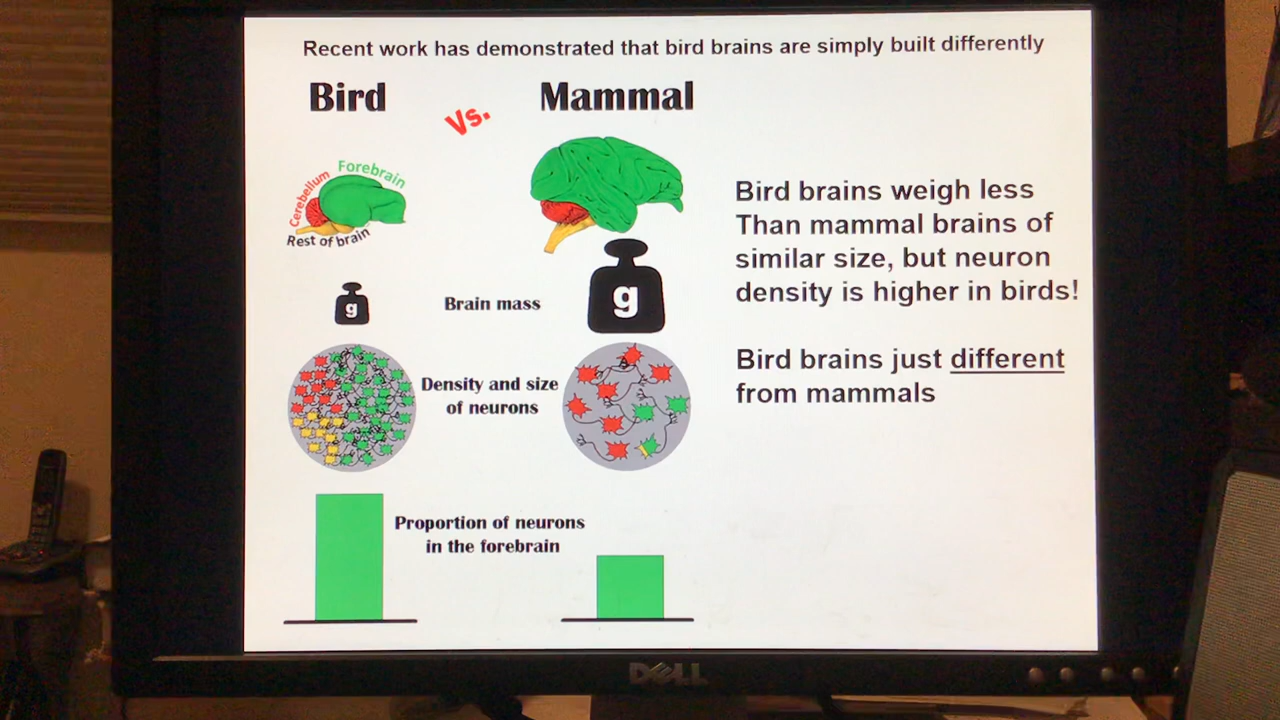 Recent work has demonstrated that bird brains are simply built differently
Bird
Vs.
Mammal
Cerebellium
Forebrain
Rest of brain
g
Brain mass
g
Density and size
of neurons
Proportion of neurons
in the forebrain
Bird brains weigh less
Than mammal brains of
similar size, but neuron
density is higher in birds!
Bird brains just different
from mammals
DELL